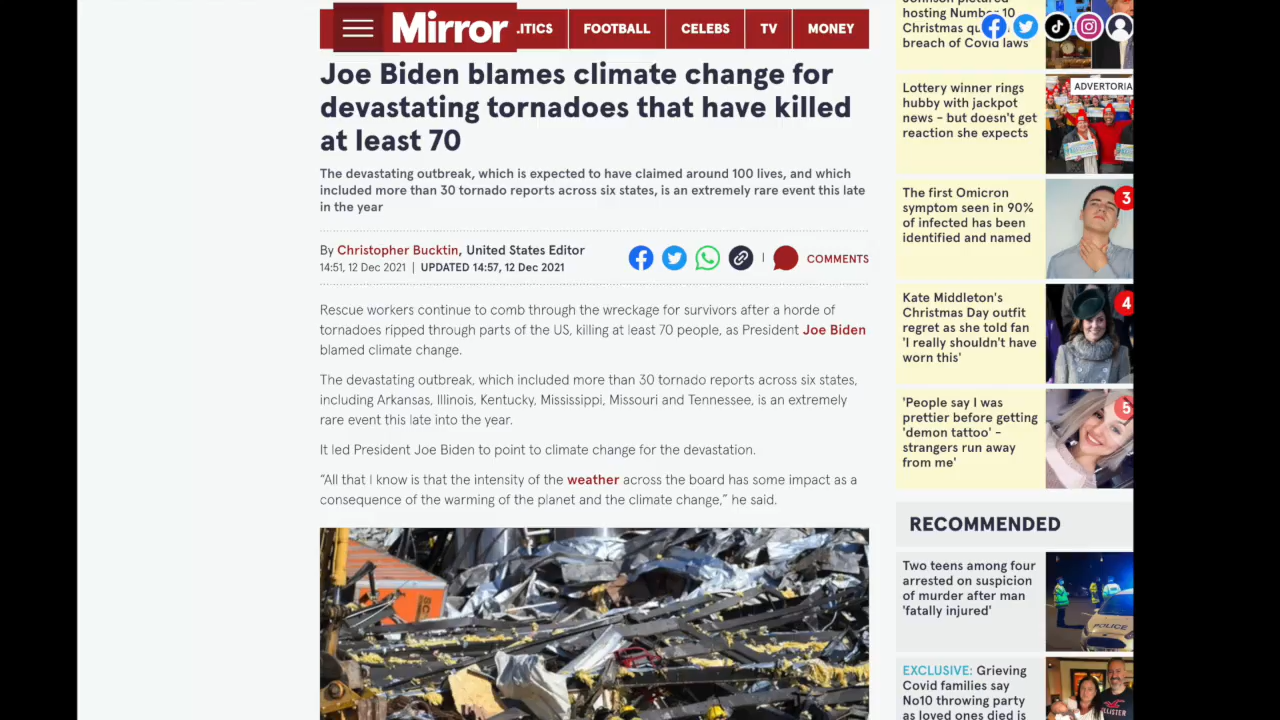 Mirror
ITICS
FOOTBALL
CELEBS
TV
MONEY
Joe Biden blames climate change for
devastating tornadoes that have killed
at least 70
The devastating outbreak, which is expected to have claimed around 100 lives, and which
included more than 30 tornado reports across six states, is an extremely rare event this late
in the year
By Christopher Bucktin, United States Editor
14:51, 12 Dec 2021 | UPDATED 14:57, 12 Dec 2021
COMMENTS
Rescue workers continue to comb through the wreckage for survivors after a horde of
tornadoes ripped through parts of the US, killing at least 70 people, as President Joe Biden
blamed climate change.
The devastating outbreak, which included more than 30 tornado reports across six states,
including Arkansas, Illinois, Kentucky, Mississippi, Missouri and Tennessee, is an extremely
rare event this late into the year.
It led President Joe Biden to point to climate change for the devastation.
“All that I know is that the intensity of the weather across the board has some impact as a
consequence of the warming of the planet and the climate change,” he said.
Johnson pictured
hosting Number 10
Christmas qu
breach of Covid laws
Lottery winner rings
hubby with jackpot
news - but doesn't get
reaction she expects
ADVERTORIA
The first Omicron
symptom seen in 90%
of infected has been
identified and named
3
Kate Middleton's
Christmas Day outfit
regret as she told fan
'I really shouldn't have
worn this'
4
'People say I was
prettier before getting
'demon tattoo' -
strangers run away
from me'
5
RECOMMENDED
Two teens among four
arrested on suspicion
of murder after man
'fatally injured'
POLICE
EXCLUSIVE: Grieving
Covid families say
No10 throwing party
as loved ones died is